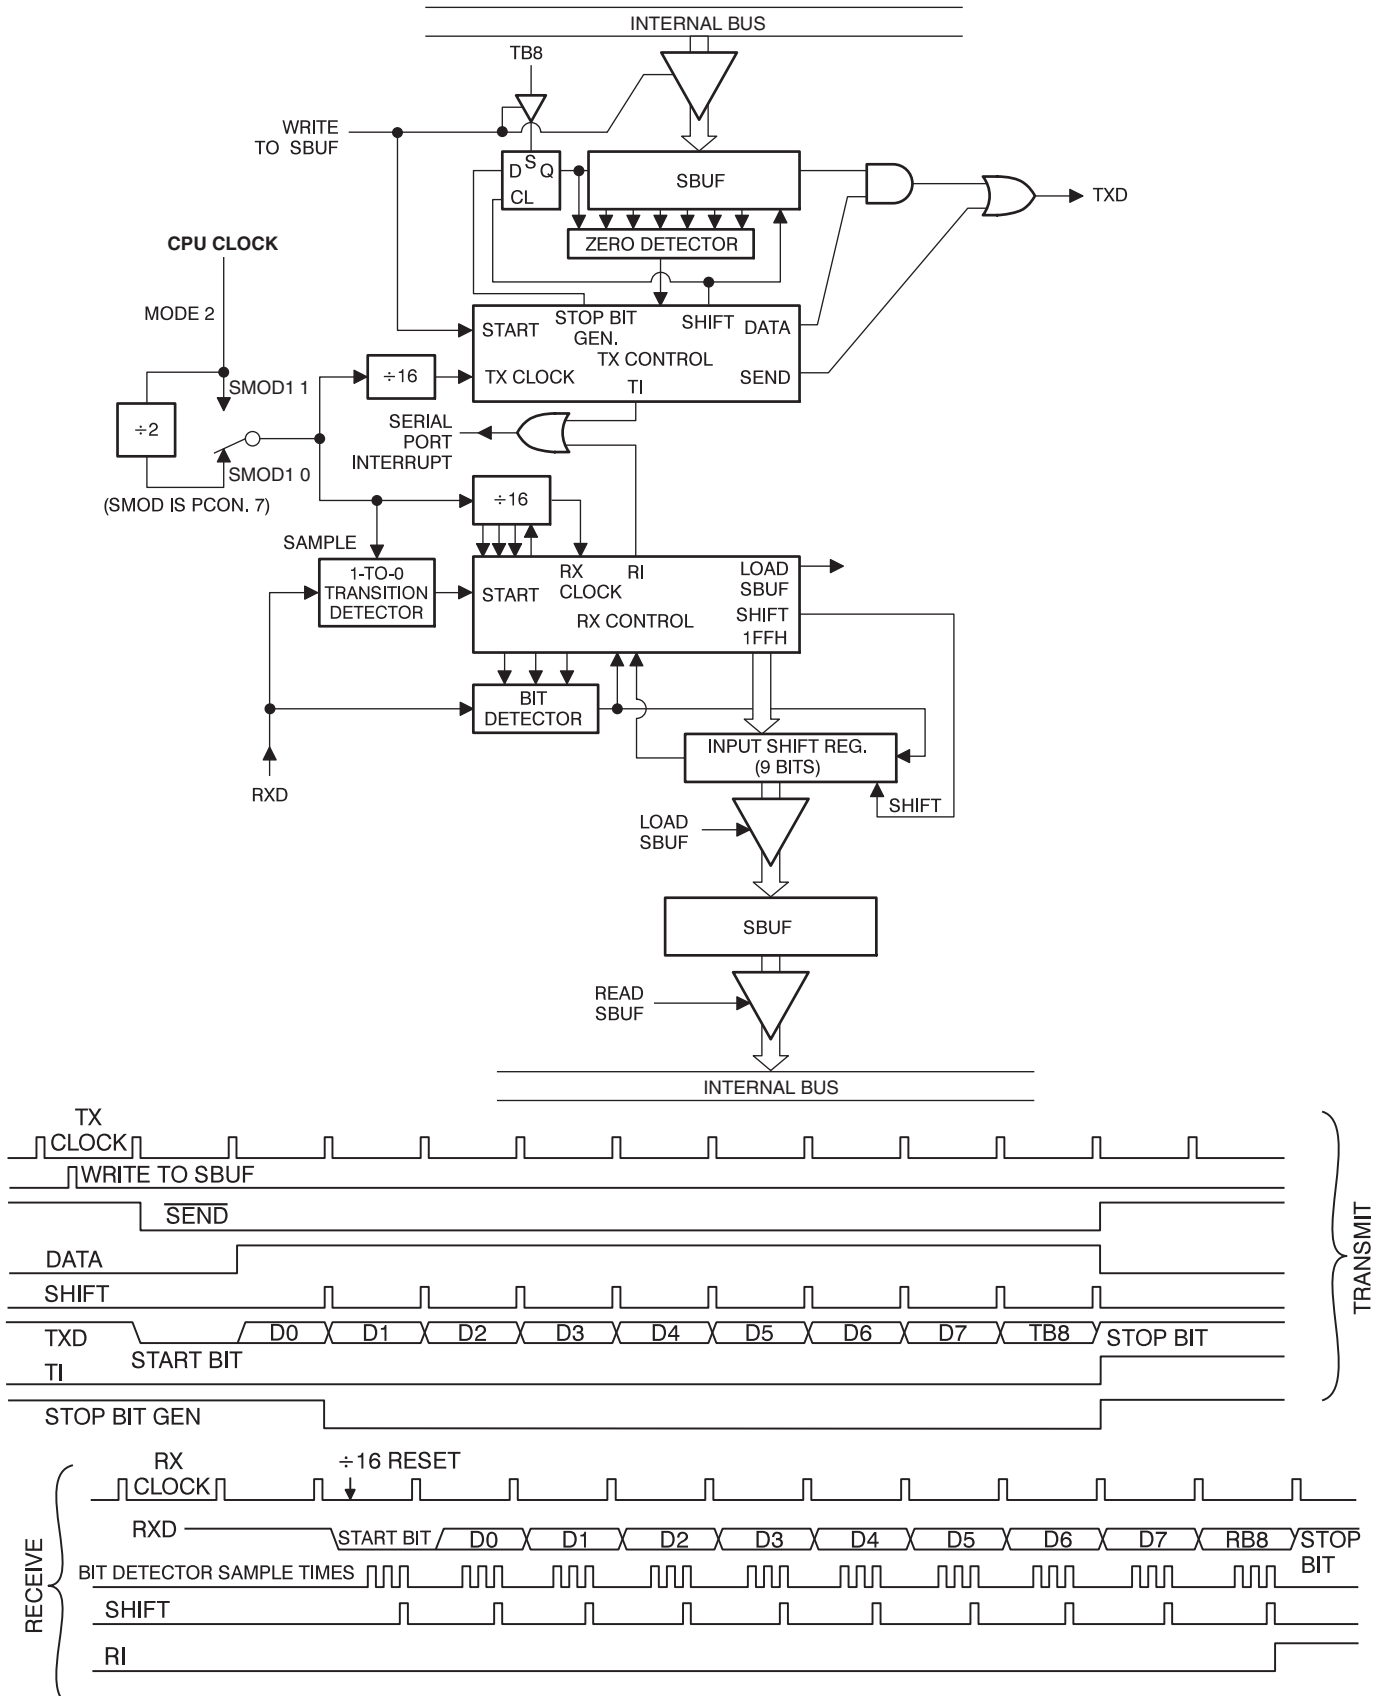 INTERNAL BUS
TB8
WRITE
TO SBUF
D S Q
CL
SBUF
TXD
ZERO DETECTOR
CPU CLOCK
MODE 2
START
STOP BIT
GEN.
SHIFT
DATA
TX CONTROL
÷16
TX CLOCK
TI
SEND
SMOD1 1
÷2
SMOD1 0
(SMOD IS PCON. 7)
SERIAL
PORT
INTERRUPT
÷16
SAMPLE
1-TO-0
TRANSITION
DETECTOR
START
RX
CLOCK
RI
LOAD
SBUF
SHIFT
RX CONTROL
1FFH
BIT
DETECTOR
INPUT SHIFT REG.
(9 BITS)
RXD
SHIFT
LOAD
SBUF
SBUF
READ
SBUF
INTERNAL BUS
TX
CLOCK
WRITE TO SBUF
SEND
DATA
SHIFT
TXD
START BIT
D0 D1 D2 D3 D4 D5 D6 D7 TB8
STOP BIT
TI
STOP BIT GEN
TRANSMIT
RX
CLOCK
÷16 RESET
RXD
START BIT D0 D1 D2 D3 D4 D5 D6 D7 RB8 STOP
BIT
BIT DETECTOR SAMPLE TIMES
SHIFT
RI
RECEIVE